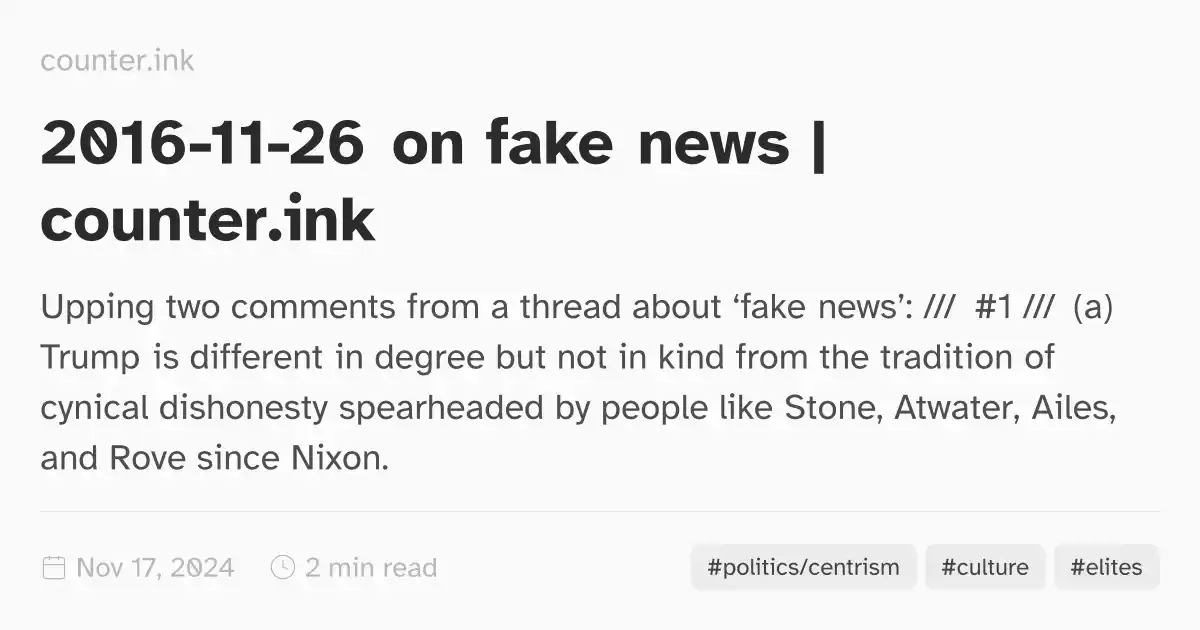 counter.ink
2016-11-26 on fake news |
counter.ink
Upping two comments from a thread about ‘fake news’: /// #1 /// (a)
Trump is different in degree but not in kind from the tradition of
cynical dishonesty spearheaded by people like Stone, Atwater, Ailes,
and Rove since Nixon.
Nov 17, 2024 2 min read #politics/centrism #culture #elites